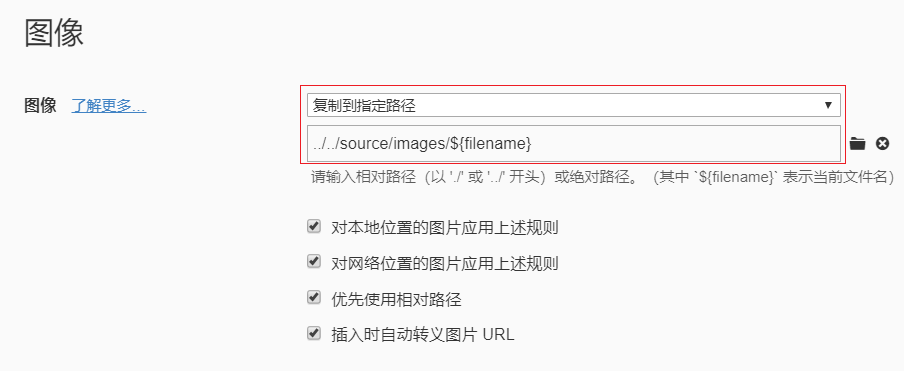 图像
图像 了解更多...
复制到指定路径
../../source/images/${filename}
请输入相对路径（以 './' 或 '../' 开头）或绝对路径。（其中 `${filename}` 表示当前文件名）
对本地位置的图片应用上述规则
对网络位置的图片应用上述规则
优先使用相对路径
插入时自动转义图片 URL